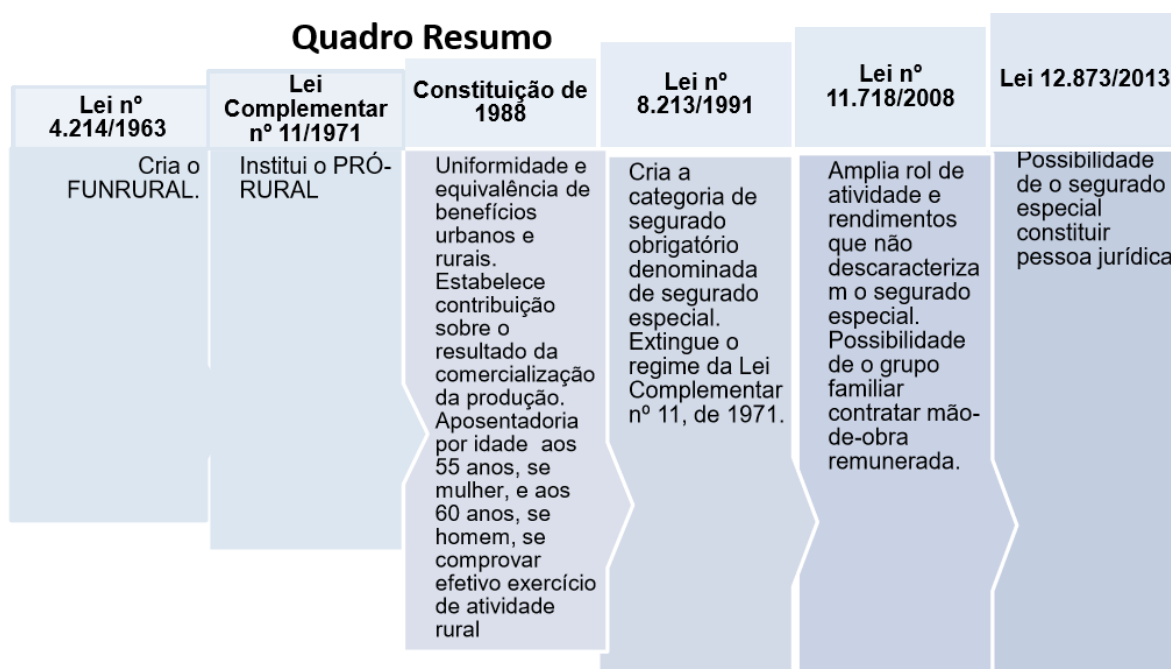 Quadro Resumo
Lei nº
4.214/1963
Cria o
FUNRURAL.
Lei
Complementar
nº 11/1971
Institui o PRÓ-
RURAL
Constituição de
1988
Uniformidade e
equivalência de
benefícios
urbanos e
rurais.
Estabelece
contribuição
sobre o
resultado da
comercialização
da produção.
Aposentadoria
por idade aos
55 anos, se
mulher, e aos
60 anos, se
homem, se
comprovar
efetivo exercício
de atividade
rural
Lei nº
8.213/1991
Cria a
categoria de
segurado
obrigatório
denominada
de segurado
especial.
Extingue o
regime da Lei
Complementar
nº 11, de 1971.
Lei nº
11.718/2008
Amplia rol de
atividade e
rendimentos
que não
descaracteriza
m o segurado
especial.
Possibilidade
de o grupo
familiar
contratar mão-
de-obra
remunerada.
Lei 12.873/2013
Possibilidade
de o segurado
especial
constituir
pessoa jurídica